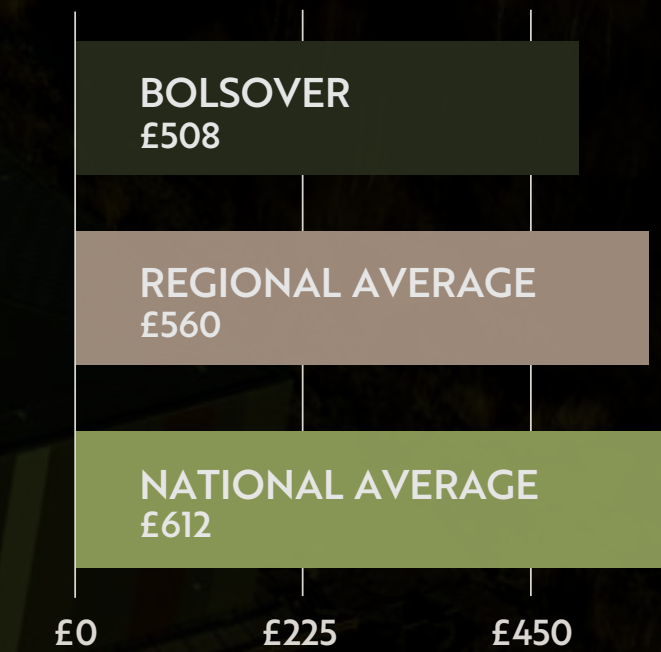 BOLSOVER
£508
REGIONAL AVERAGE
£560
NATIONAL AVERAGE
£612
£0 £225 £450